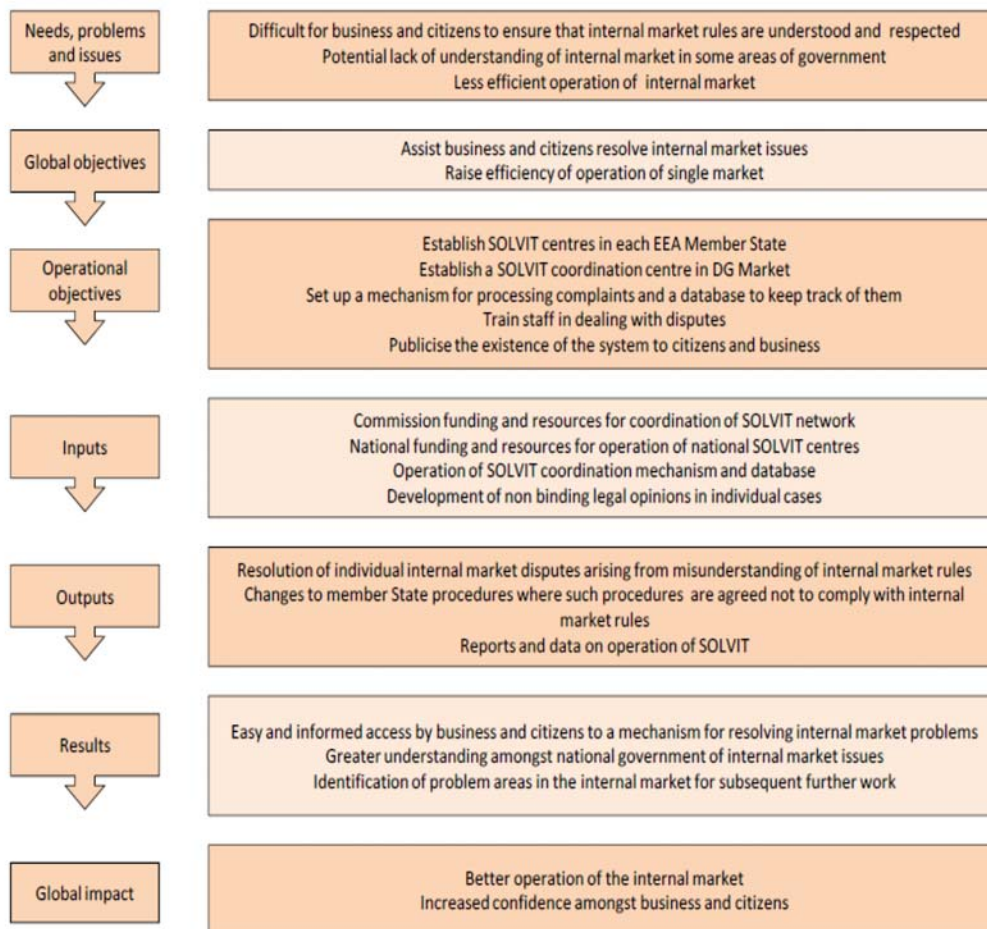 Needs, problems
and issues
Difficult for business and citizens to ensure that internal market rules are understood and respected
Potential lack of understanding of internal market in some areas of government
Less efficient operation of internal market
Global objectives
Assist business and citizens resolve internal market issues
Raise efficiency of operation of single market
Operational
objectives
Establish SOLVIT centres in each EEA Member State
Establish a SOLVIT coordination centre in DG Market
Set up a mechanism for processing complaints and a database to keep track of them
Train staff in dealing with disputes
Publicise the existence of the system to citizens and business
Inputs
Commission funding and resources for coordination of SOLVIT network
National funding and resources for operation of national SOLVIT centres
Operation of SOLVIT coordination mechanism and database
Development of non binding legal opinions in individual cases
Outputs
Resolution of individual internal market disputes arising from misunderstanding of internal market rules
Changes to member State procedures where such procedures are agreed not to comply with internal
market rules
Reports and data on operation of SOLVIT
Results
Easy and informed access by business and citizens to a mechanism for resolving internal market problems
Greater understanding amongst national government of internal market issues
Identification of problem areas in the internal market for subsequent further work
Global impact
Better operation of the internal market
Increased confidence amongst business and citizens